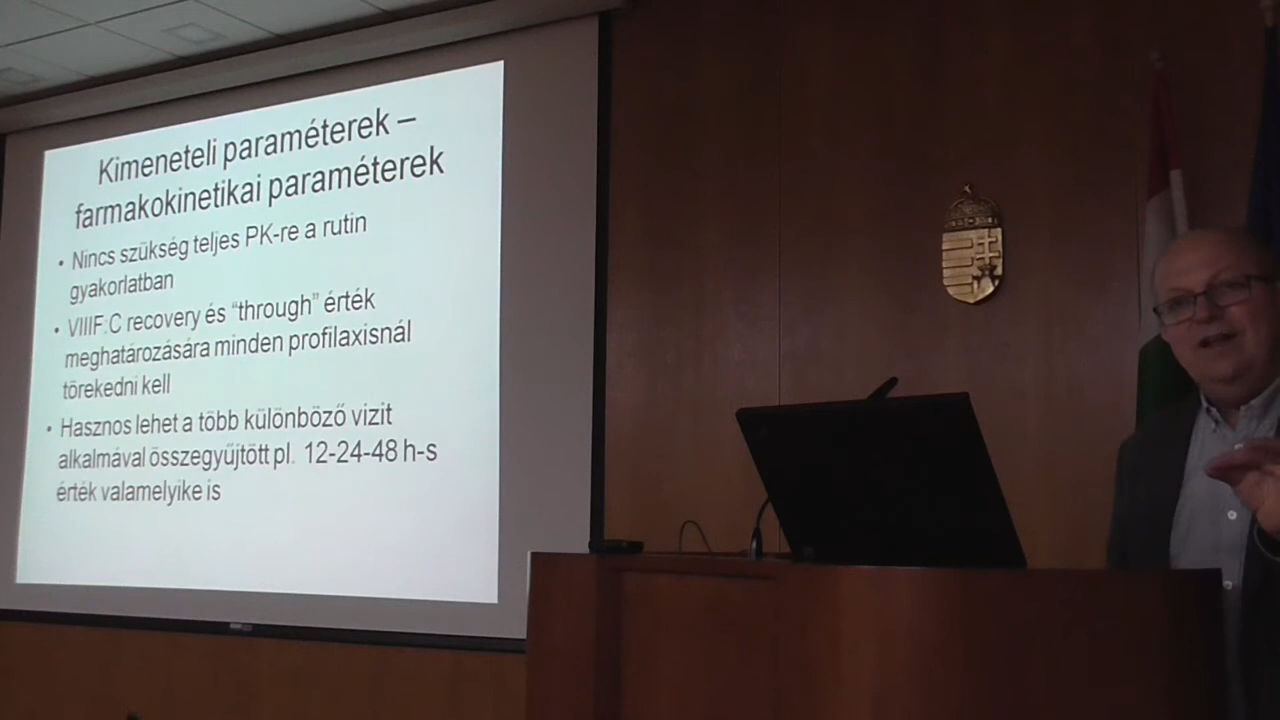 Kimeneteli paraméterek –
farmakokinetikai paraméterek
• Nincs szükség teljes PK-re a rutin
gyakorlatban
• VIIIF:C recovery és “through” érték
meghatározására minden profilaxisnál
törekedni kell
• Hasznos lehet a több különböző vizit
alkalmával összegyűjtött pl. 12-24-48 h-s
érték valamelyike is